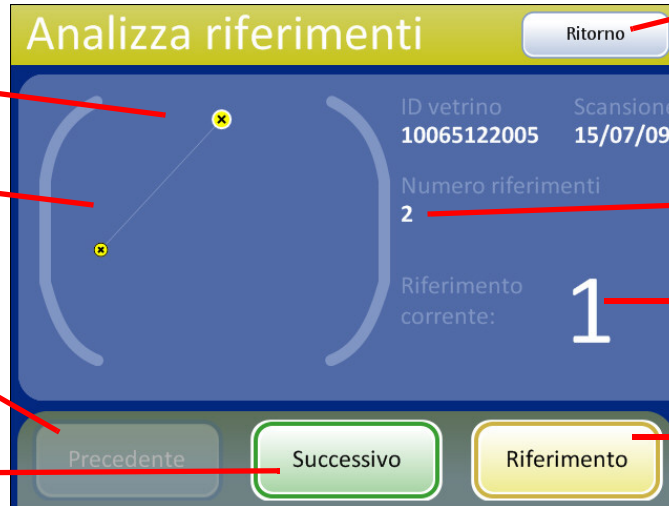 Analizza riferimenti
Ritorno
ID vetrino
Scansione
10065122005
15/07/09
Numero riferimenti
2
Riferimento
corrente:
1
Precedente
Successivo
Riferimento